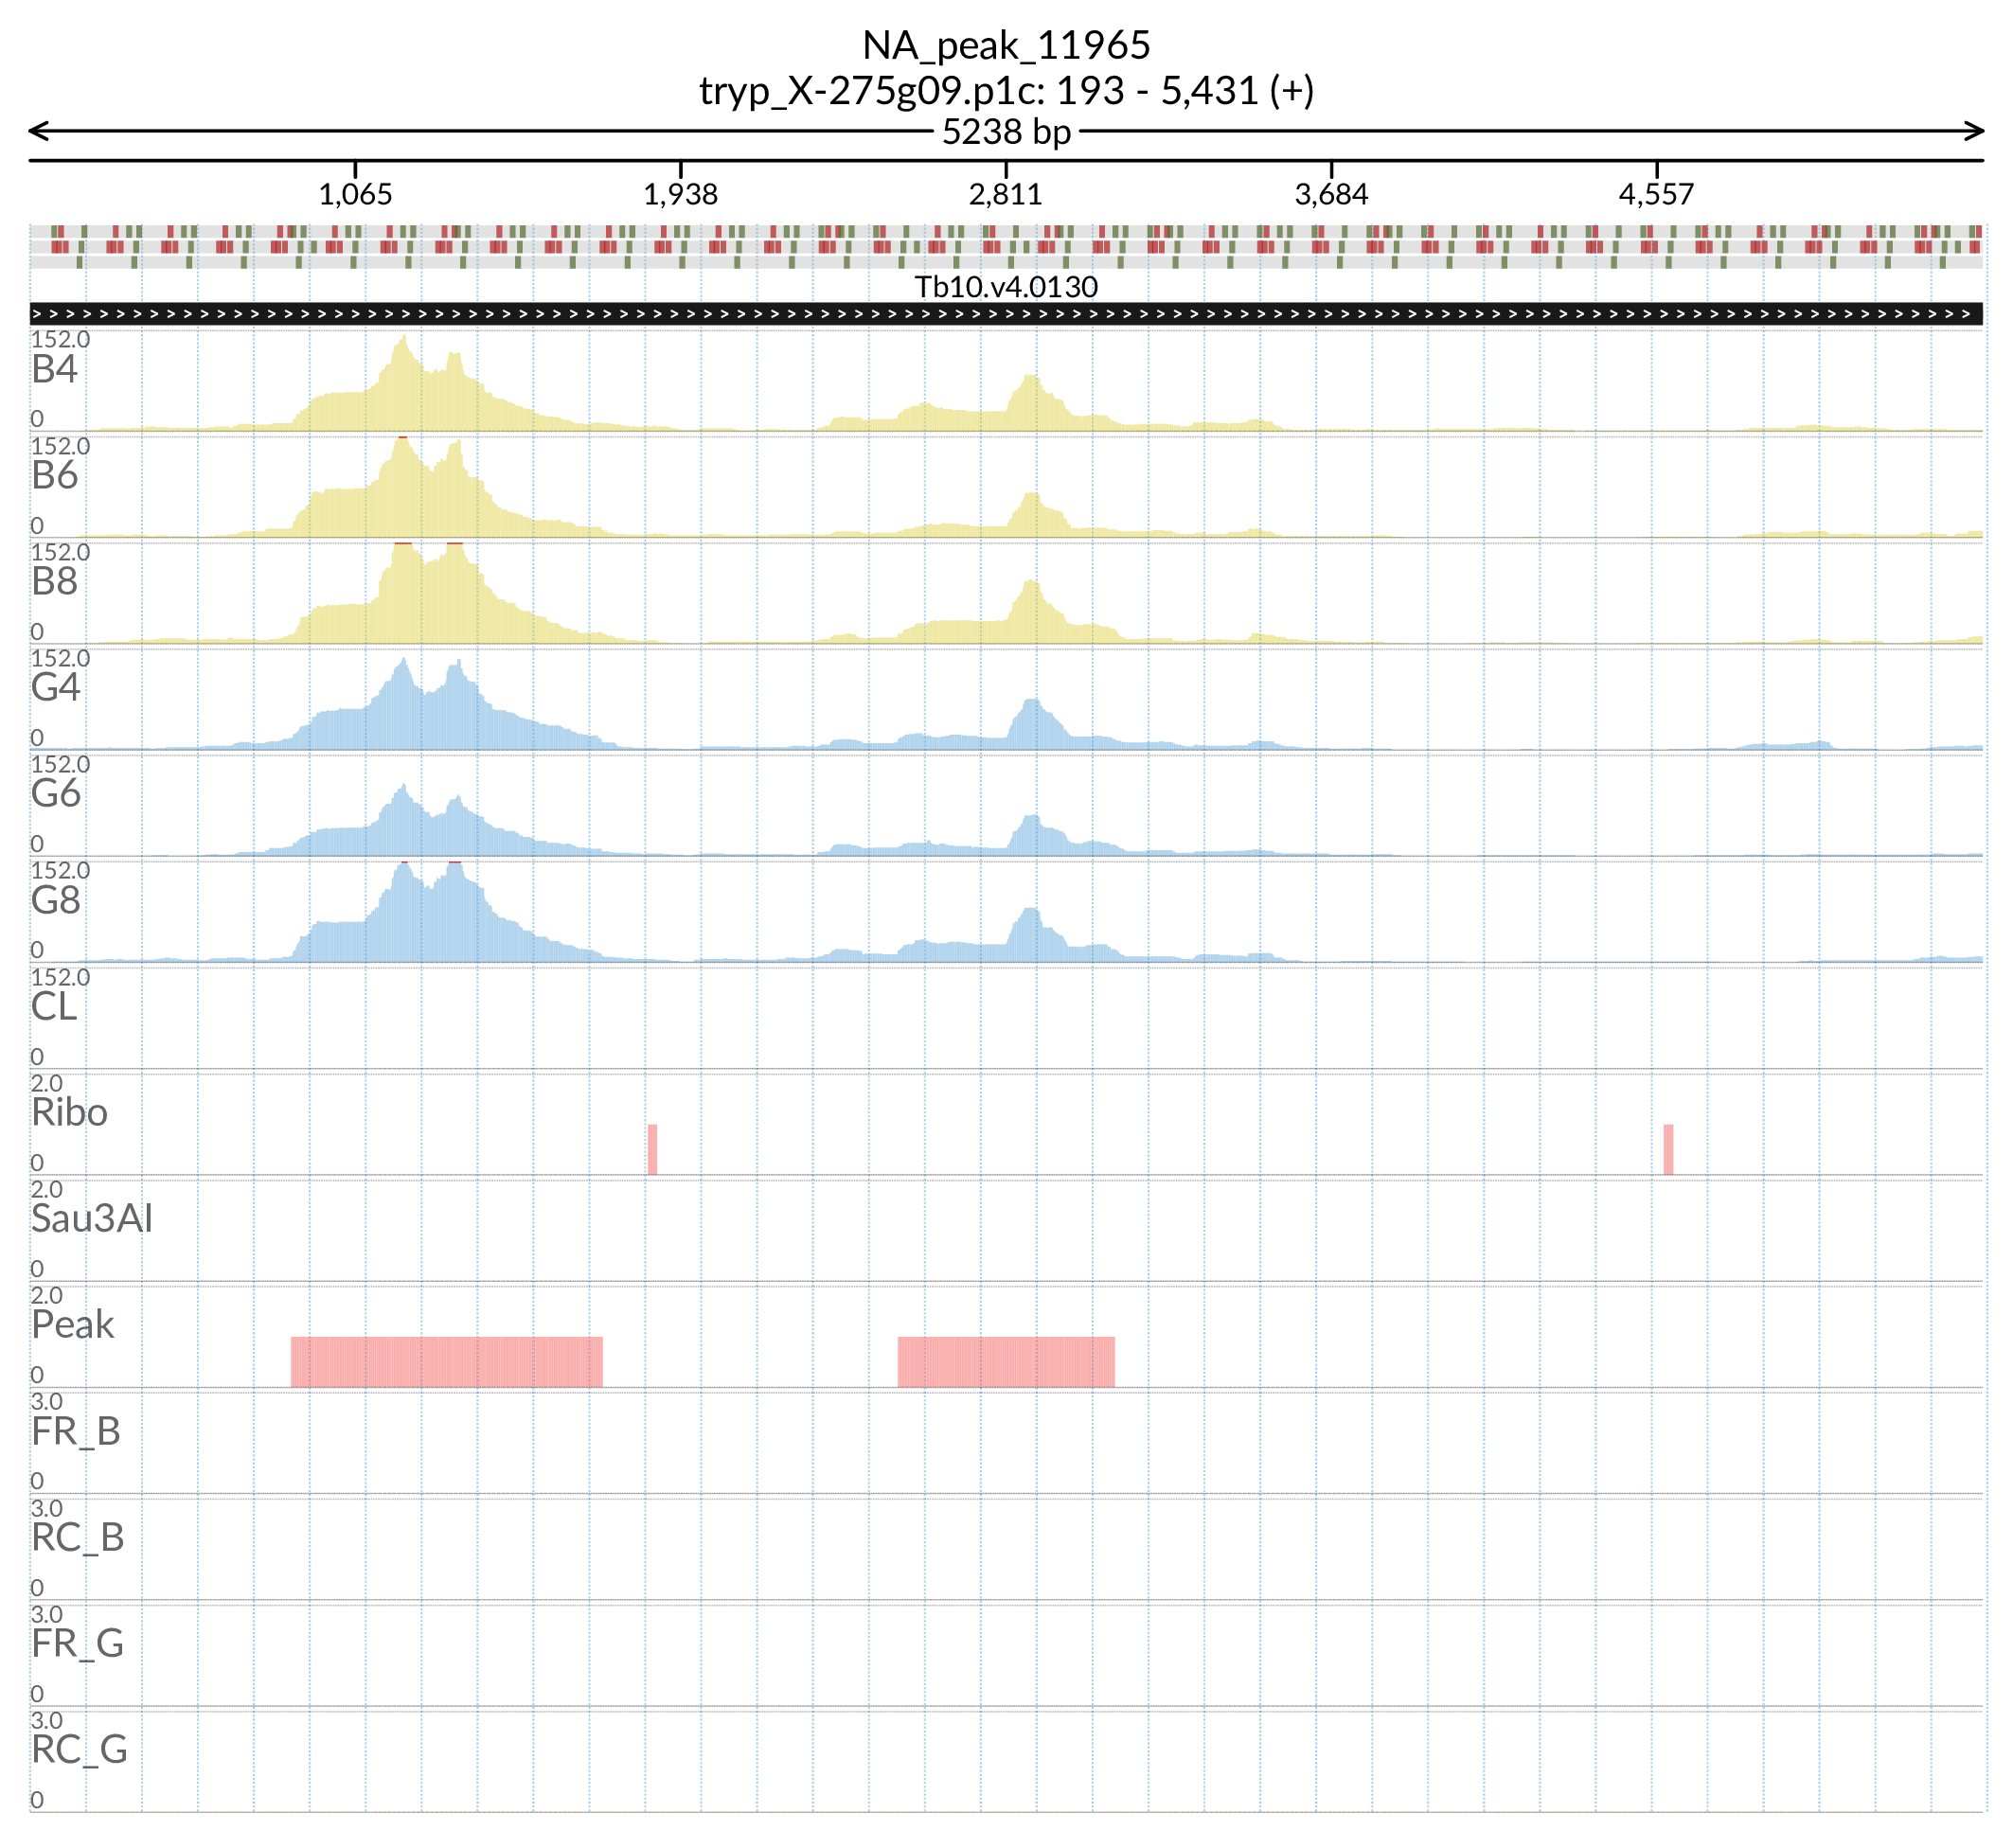 NA_peak_11965
tryp_X-275g09.p1c: 193 - 5,431 (+)
5238 bp
1,065 1,938 2,811 3,684 4,557
Tb10.v4.0130
152.0
B4
0
152.0
B6
0
152.0
B8
0
152.0
G4
0
152.0
G6
0
152.0
G8
0
152.0
CL
0
2.0
Ribo
0
2.0
Sau3AI
0
2.0
Peak
0
3.0
FR_B
0
3.0
RC_B
0
3.0
FR_G
0
3.0
RC_G
0